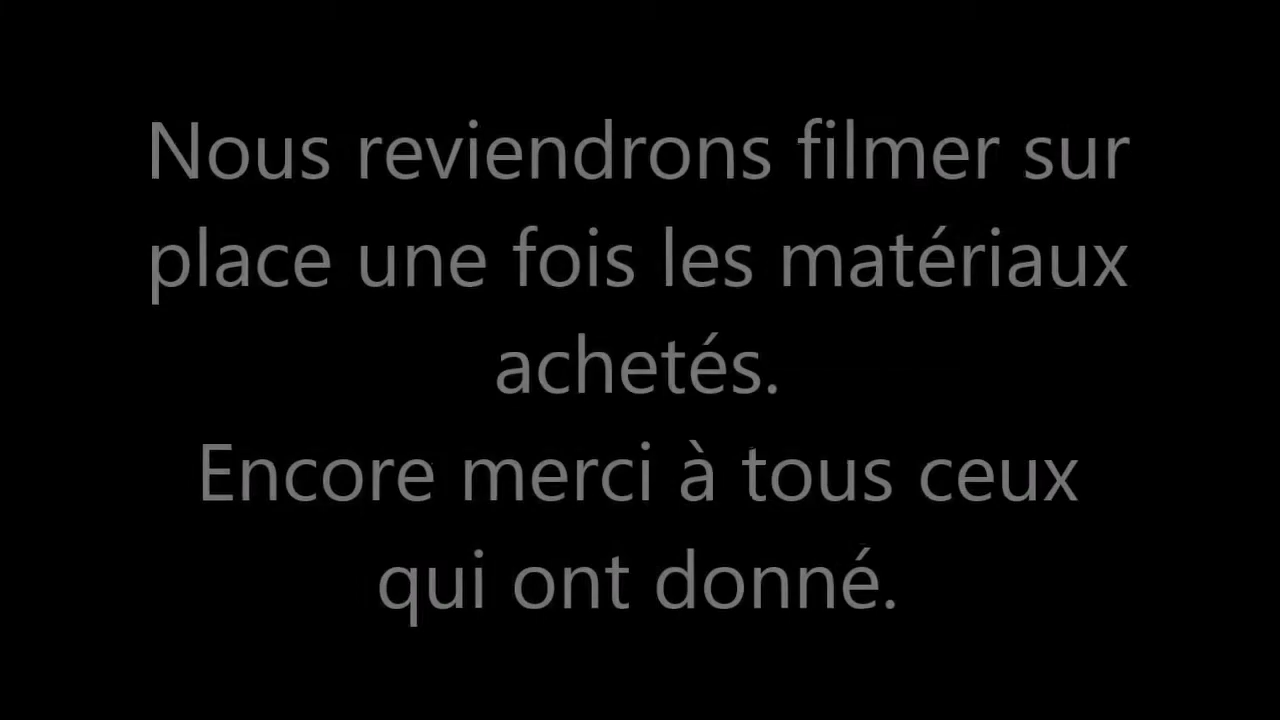 Nous reviendrons filmer sur
place une fois les matériaux
achetés.
Encore merci à tous ceux
qui ont donné.